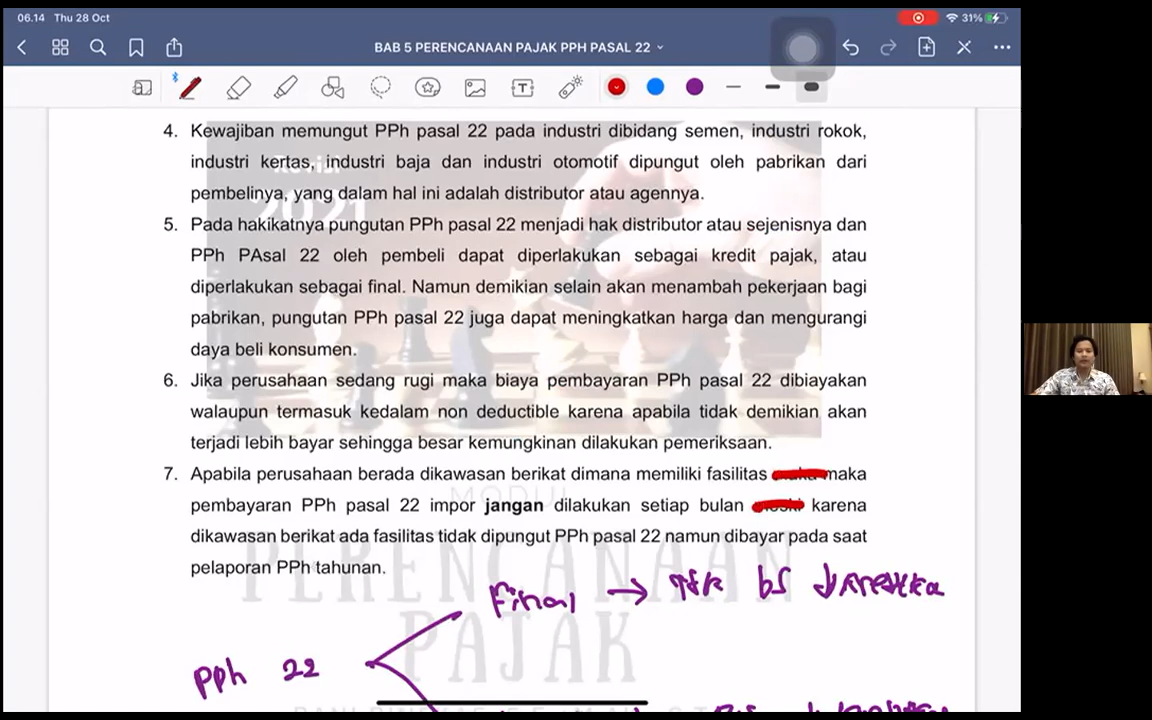 06.14 Thu 28 Oct
31%
BAB 5 PERENCANAAN PAJAK PPH PASAL 22
4. Kewajiban memungut PPh pasal 22 pada industri dibidang semen, industri rokok,
industri kertas, industri baja dan industri otomotif dipungut oleh pabrikan dari
pembelinya, yang dalam hal ini adalah distributor atau agennya.
2021
5. Pada hakikatnya pungutan PPh pasal 22 menjadi hak distributor atau sejenisnya dan
PPh PAsal 22 oleh pembeli dapat diperlakukan sebagai kredit pajak, atau
diperlakukan sebagai final. Namun demikian selain akan menambah pekerjaan bagi
pabrikan, pungutan PPh pasal 22 juga dapat meningkatkan harga dan mengurangi
daya beli konsumen.
6. Jika perusahaan sedang rugi maka biaya pembayaran PPh pasal 22 dibiayakan
walaupun termasuk kedalam non deductible karena apabila tidak demikian akan
terjadi lebih bayar sehingga besar kemungkinan dilakukan pemeriksaan.
7. Apabila perusahaan berada dikawasan berikat dimana memiliki fasilitas maka
MODUL
pembayaran PPh pasal 22 impor jangan dilakukan setiap bulan karena
dikawasan berikat ada fasilitas tidak dipungut PPh pasal 22 namun dibayar pada saat
pelaporan PPh tahunan.
PERENCANAAN
Final → bs
PAJAK
PPh 22